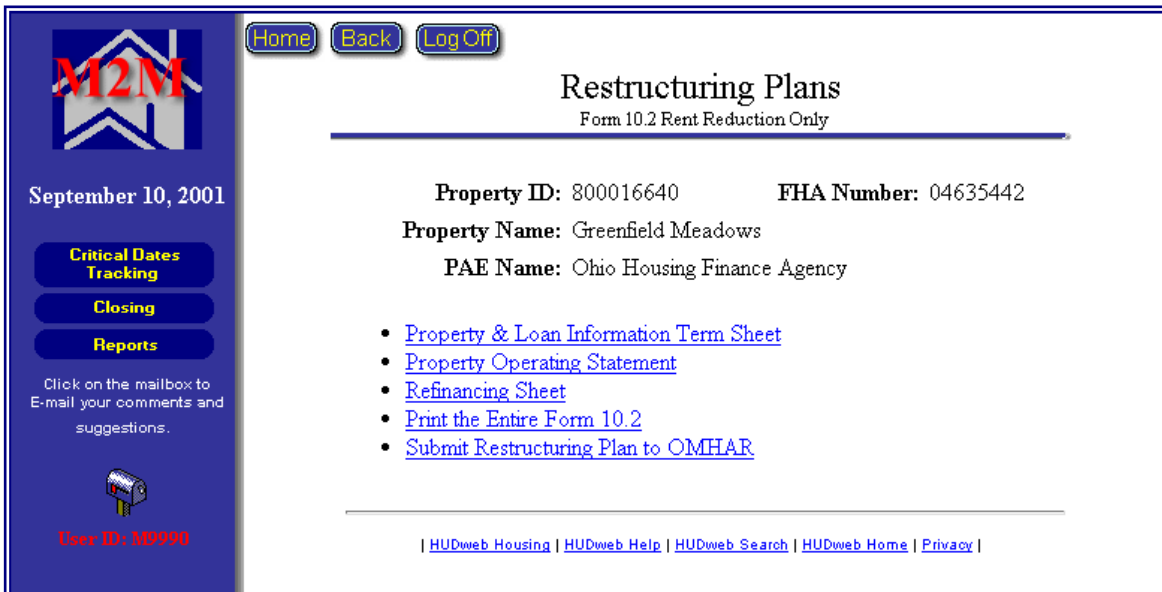 M2M
September 10, 2001
Critical Dates
Tracking
Closing
Reports
Click on the mailbox to
E-mail your comments and
suggestions.
User ID: M9990
Home Back Log Off
Restructuring Plans
Form 10.2 Rent Reduction Only
Property ID: 800016640 FHA Number: 04635442
Property Name: Greenfield Meadows
PAE Name: Ohio Housing Finance Agency
• Property & Loan Information Term Sheet
• Property Operating Statement
• Refinancing Sheet
• Print the Entire Form 10.2
• Submit Restructuring Plan to OMHAR
| HUDweb Housing | HUDweb Help | HUDweb Search | HUDweb Home | Privacy |